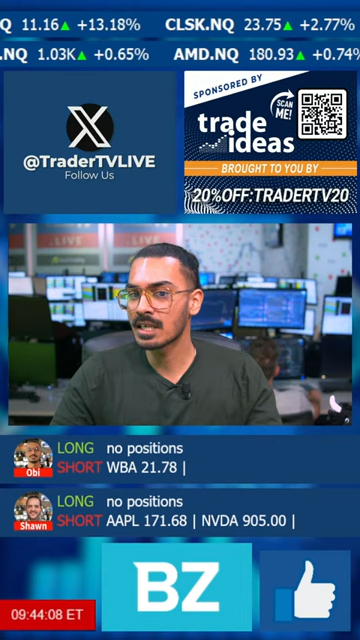 Q 11.16▲ +13.18% CLSK.NQ 23.75▲ +2.77%
.NQ 1.03K▲ +0.65% AMD.NQ 180.93▲ +0.74%
X
@TraderTVLIVE
Follow Us
SPONSORED BY
SCAN ME!
trade
ideas
BROUGHT TO YOU BY
20%OFF:TRADERTV20
LONG no positions
SHORT WBA 21.78 |
Obi
LONG no positions
SHORT AAPL 171.68 | NVDA 905.00 |
Shawn
BZ
09:44:08 ET